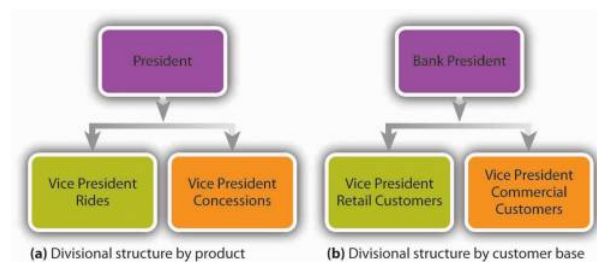 President
Bank President
Vice President
Rides
Vice President
Concessions
Vice President
Retail Customers
Vice President
Commercial
Customers
(a) Divisional structure by product
(b) Divisional structure by customer base